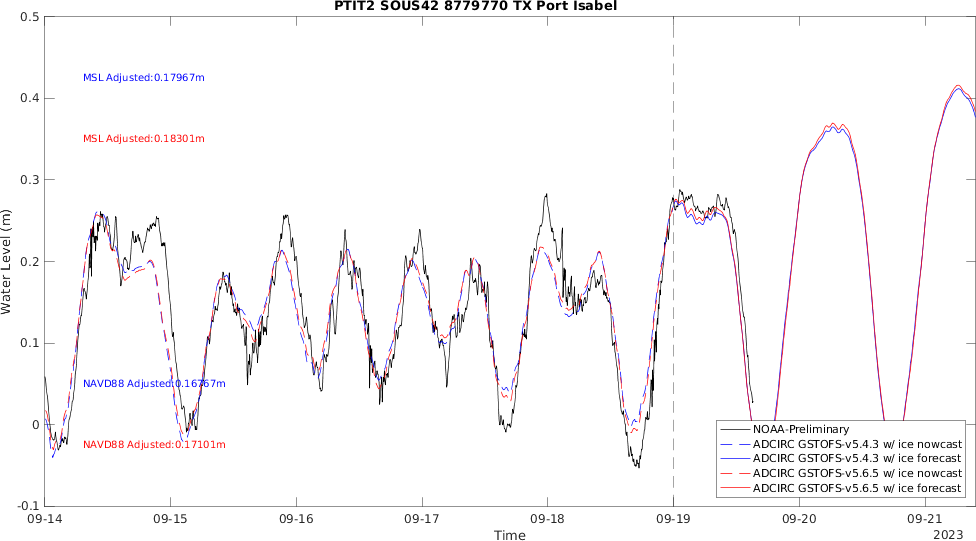 PTIT2 SOUS42 8779770 TX Port Isabel
0.5
MSL Adjusted:0.17967m
0.4
MSL Adjusted:0.18301m
0.3
Water Level (m)
0.2
0.1
NAVD88 Adjusted:0.16767m
0
NAVD88 Adjusted:0.17101m
NOAA-Preliminary
ADCIRC GSTOFS-v5.4.3 w/ ice nowcast
ADCIRC GSTOFS-v5.4.3 w/ ice forecast
ADCIRC GSTOFS-v5.6.5 w/ ice nowcast
ADCIRC GSTOFS-v5.6.5 w/ ice forecast
-0.1
09-14 09-15 09-16 09-17 09-18 09-19 09-20 09-21
Time
2023